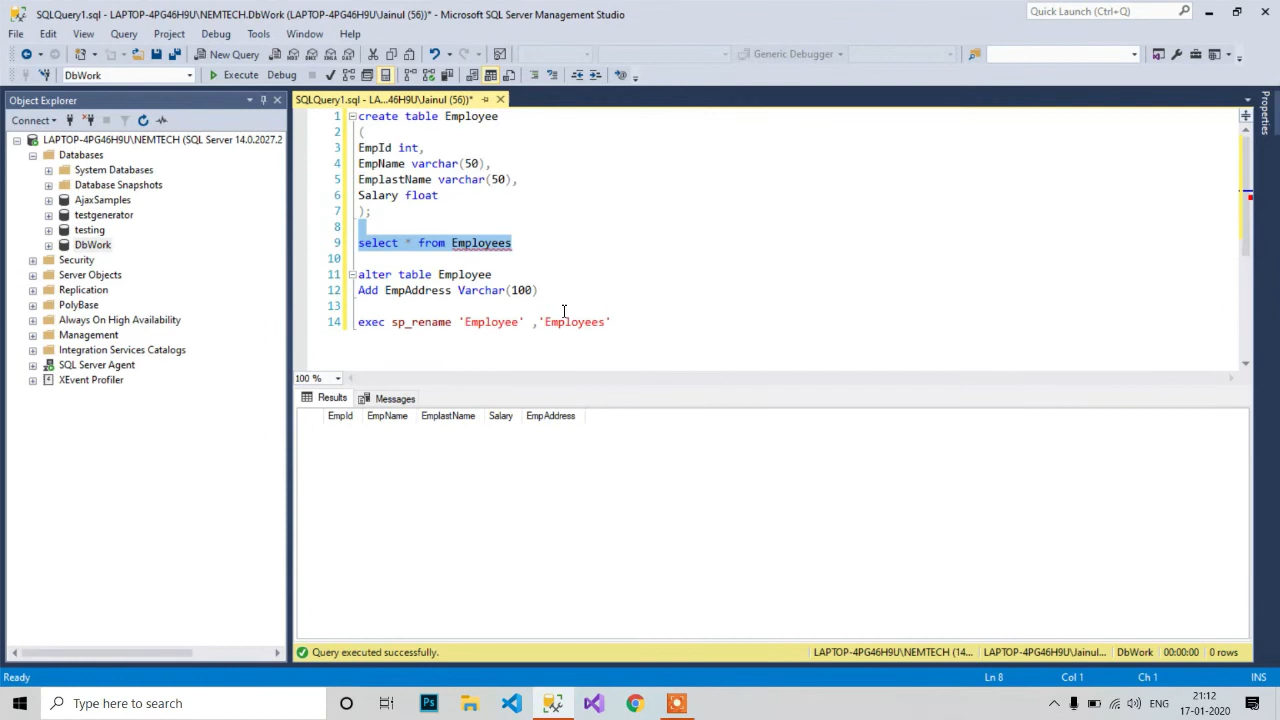 SQLQuery1.sql - LAPTOP-4PG46H9U\NEMTECH.DbWork (LAPTOP-4PG46H9U\Jainul (56))* - Microsoft SQL Server Management Studio
Quick Launch (Ctrl+Q)
File Edit View Query Project Debug Tools Window Help
New Query
Generic Debugger
DbWork
Execute Debug
Object Explorer
Connect
LAPTOP-4PG46H9U\NEMTECH (SQL Server 14.0.2027.2
Databases
System Databases
Database Snapshots
AjaxSamples
testgenerator
testing
DbWork
Security
Server Objects
Replication
PolyBase
Always On High Availability
Management
Integration Services Catalogs
SQL Server Agent
XEvent Profiler
SQLQuery1.sql - LA...46H9U\Jainul (56))*
1 create table Employee
2 (
3 EmpId int,
4 EmpName varchar(50),
5 EmplastName varchar(50),
6 Salary float
7 );
8
9 select * from Employees
10
11 alter table Employee
12 Add EmpAddress Varchar(100)
13
14 exec sp_rename 'Employee' ,'Employees'
100 %
Results Messages
EmpId EmpName EmplastName Salary EmpAddress
Query executed successfully.
LAPTOP-4PG46H9U\NEMTECH (14... LAPTOP-4PG46H9U\Jainul... DbWork 00:00:00 0 rows
Properties
Ready
Ln 8 Col 1 Ch 1 INS
Type here to search
Ps
ENG
21:12
17-01-2020